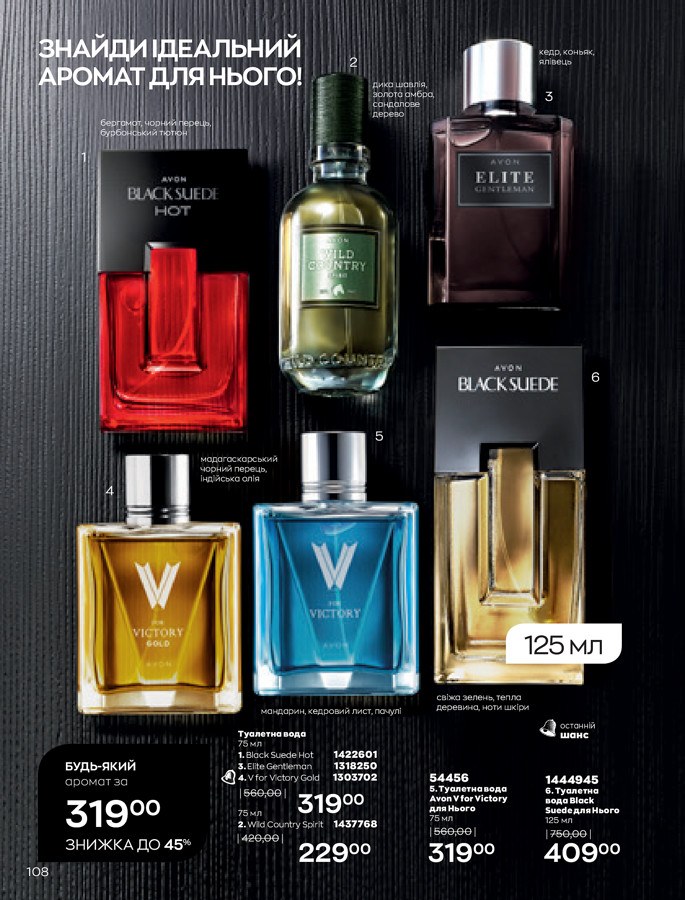 ЗНАЙДИ ІДЕАЛЬНИЙ
АРОМАТ ДЛЯ НЬОГО!
бергамот, чорний перець,
бурбонський тютюн
1
AVON
BLACK SUEDE
HOT
2
дика шавлія,
золота амбра,
сандалове
дерево
AVON
WILD
COUNTRY
WILD COUNTRY
кедр, коньяк,
ялівець
3
AVON
ELITE
GENTLEMAN
4
мадагаскарський
чорний перець,
індійська олія
V
FOR
VICTORY
GOLD
AVON
5
V
FOR
VICTORY
AVON
мандарин, кедровий лист, пачулі
6
AVON
BLACK SUEDE
125 МЛ
свіжа зелень, тепла
деревина, ноти шкіри
останній
шанс
БУДЬ-ЯКИЙ
аромат за
319⁰⁰
ЗНИЖКА ДО 45%
Туалетна вода
75 мл
1. Black Suede Hot 1422601
3. Elite Gentleman 1318250
4. V for Victory Gold 1303702
|560,00| 319⁰⁰
75 мл
2. Wild Country Spirit 1437768
|420,00| 229⁰⁰
54456
5. Туалетна вода
Avon V for Victory
для Нього
75 мл
|560,00|
319⁰⁰
1444945
6. Туалетна
вода Black
Suede для Нього
125 мл
|750,00|
409⁰⁰
108